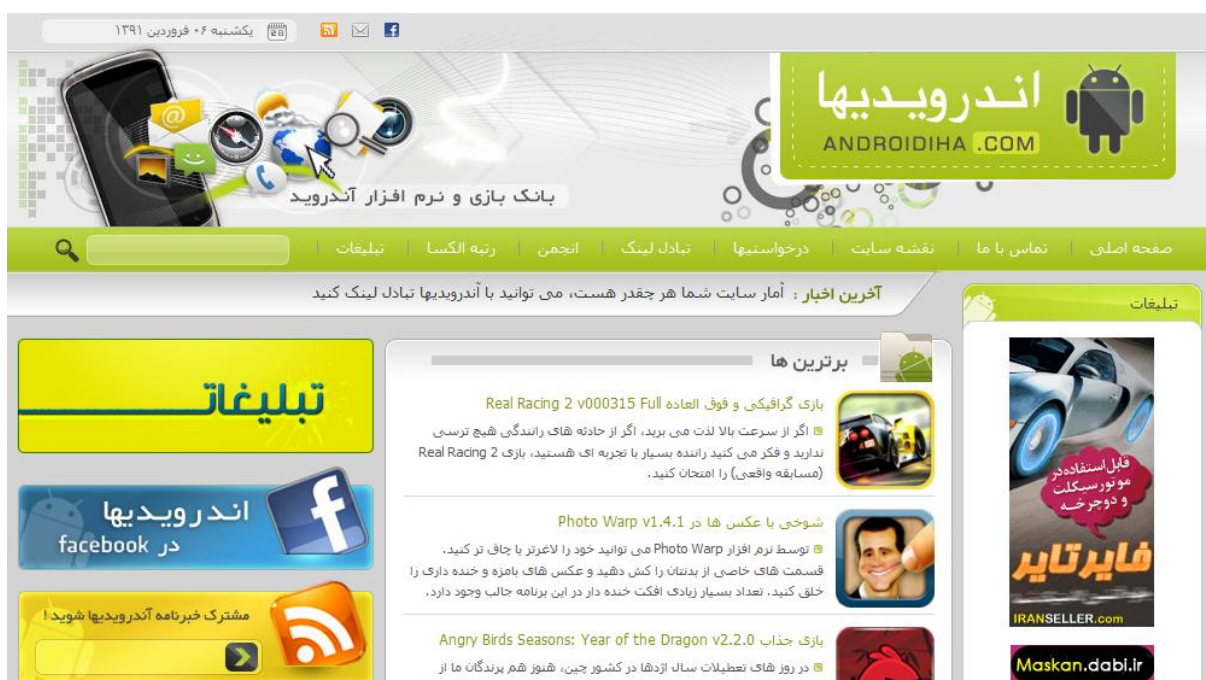 یکشنبه ۰۶ فروردین ۱۳۹۱
اندرویدیها
ANDROIDIHA .COM
بانک بازی و نرم افزار آندروید
صفحه اصلی | تماس با ما | نقشه سایت | درخواستیها | تبادل لینک | انجمن | رتبه الکسا | تبلیغات
آخرین اخبار : آمار سایت شما هر چقدر هست، می توانید با آندرویدیها تبادل لینک کنید
تبلیغات
قابل استفاده در
موتور سیکلت
و دوچرخه
فایر تایر
IRANSELLER.com
Maskan.dabi.ir
برترین ها
بازی گرافیکی و فوق العاده Real Racing 2 v000315 Full
اگر از سرعت بالا لذت می برید، اگر از حادثه های رانندگی هیچ ترسی
ندارید و فکر می کنید راننده بسیار با تجربه ای هستید، بازی Real Racing 2
(مسابقه واقعی) را امتحان کنید.
شوخی با عکس ها در Photo Warp v1.4.1
توسط نرم افزار Photo Warp می توانید خود را لاغرتر یا چاق تر کنید.
قسمت های خاصی از بدنتان را کش دهید و عکس های بامزه و خنده داری را
خلق کنید. تعداد بسیار زیادی افکت خنده دار در این برنامه جالب وجود دارد.
بازی جذاب Angry Birds Seasons: Year of the Dragon v2.2.0
در روز های تعطیلات سال اژدها در کشور چین، هنوز هم پرندگان ما از
تبلیغات
اندرویدیها
در facebook
مشترک خبرنامه آندرویدیها شوید !